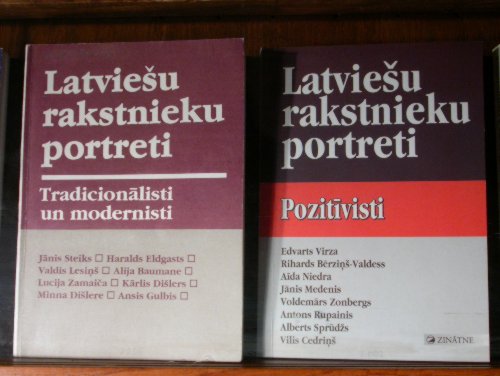 Latviešu
rakstnieku
portreti
Tradicionālisti
un modernisti
Jānis Steiks □ Haralds Eldgasts □
Valdis Lesiņš □ Alija Baumane □
Lucija Zamaiča □ Kārlis Dišlers □
Minna Dišlere □ Ansis Gulbis □
Latviešu
rakstnieku
portreti
Pozitīvisti
Edvarts Virza
Rihards Bērziņš-Valdess
Aīda Niedra
Jānis Medenis
Voldemārs Zonbergs
Antons Rupainis
Alberts Sprūdžs
Vilis Cedriņš
ZINĀTNE